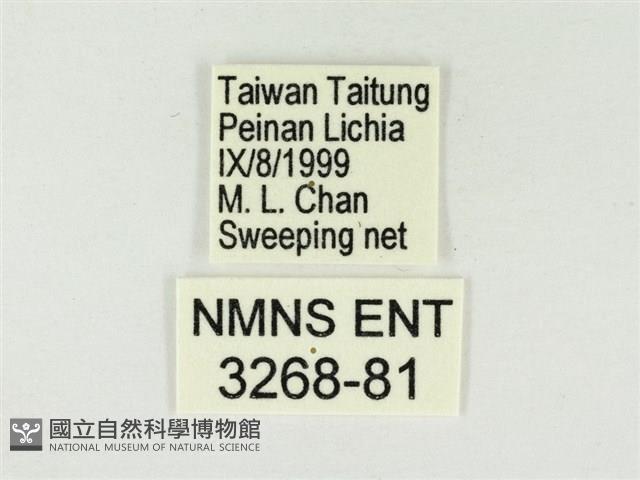 Taiwan Taitung
Peinan Lichia
IX/8/1999
M. L. Chan
Sweeping net
NMNS ENT
3268-81
國立自然科學博物館
NATIONAL MUSEUM OF NATURAL SCIENCE